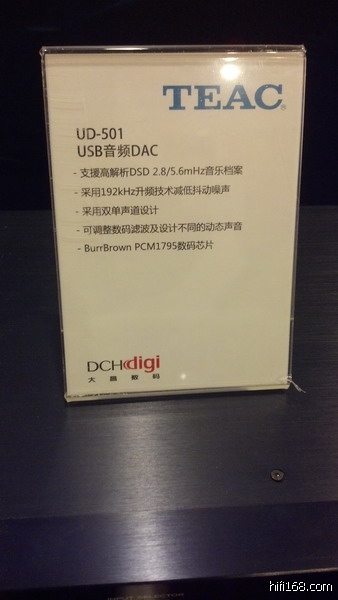 TEAC®
UD-501
USB音频DAC
- 支援高解析DSD 2.8/5.6mHz音乐档案
- 采用192kHz升频技术减低抖动噪声
- 采用双单声道设计
- 可调整数码滤波及设计不同的动态声音
- BurrBrown PCM1795数码芯片
DCHdigi
大昌数码
INPUT SELECTOR
hifi168.com